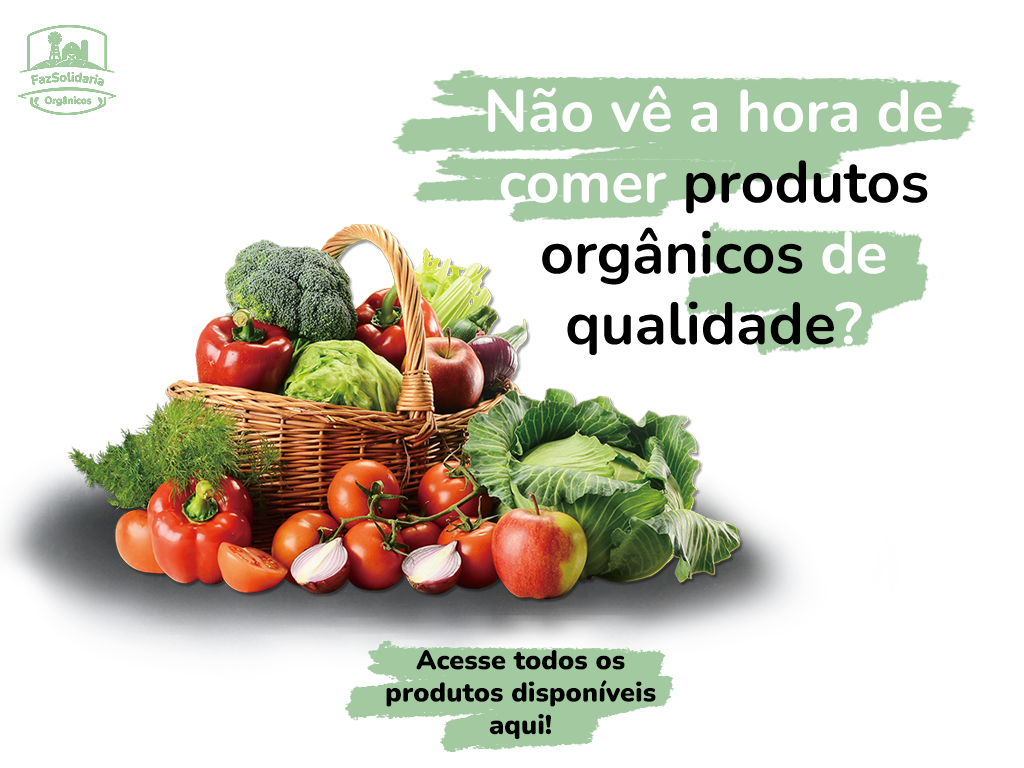 FazSolidaria
Orgânicos
Não vê a hora de
comer produtos
orgânicos de
qualidade?
Acesse todos os
produtos disponíveis
aqui!